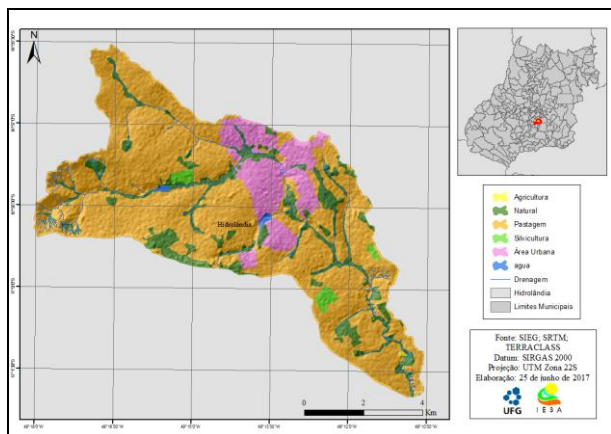 N
Hidrolândia
0
2
4
Km
Agricultura
Natural
Pastagem
Silvicultura
Área Urbana
agua
Drenagem
Hidrolândia
Limites Municipais
Fonte: SIEG; SRTM;
TERRACLASS
Datum: SIRGAS 2000
Projeção: UTM Zona 22S
Elaboração: 25 de junho de 2017
UFG
IESA